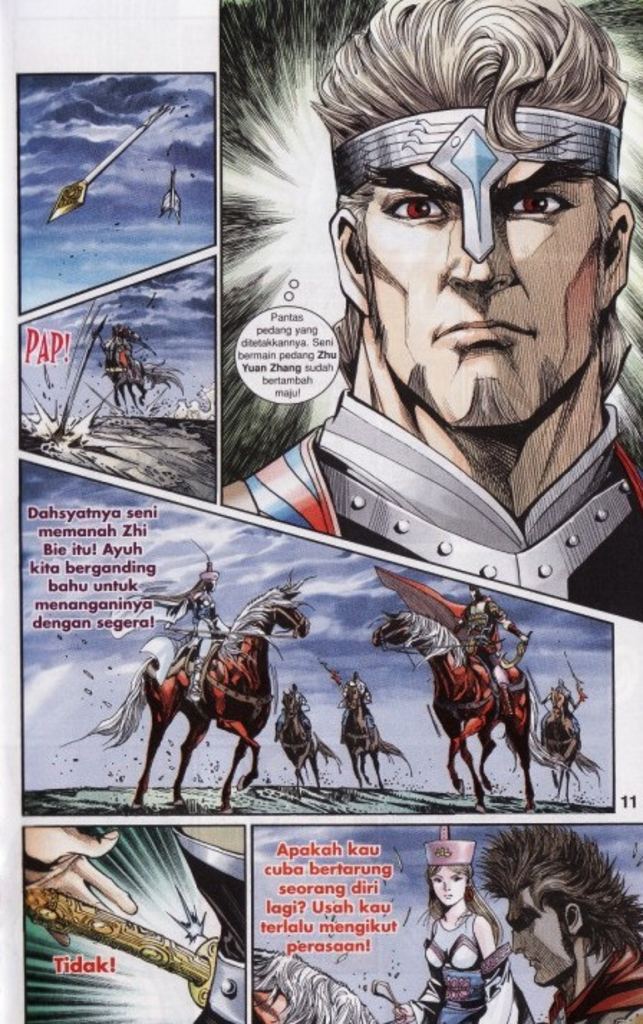 Pantas
pedang yang
ditetakkannya. Seni
bermain pedang Zhu
Yuan Zhang sudah
bertambah
maju!
PAP!
Dahsyatnya seni
memanah Zhi
Bie itu! Ayuh
kita berganding
bahu untuk
menanganinya
dengan segera!
11
Tidak!
Apakah kau
cuba bertarung
seorang diri
lagi? Usah kau
terlalu mengikut
perasaan!